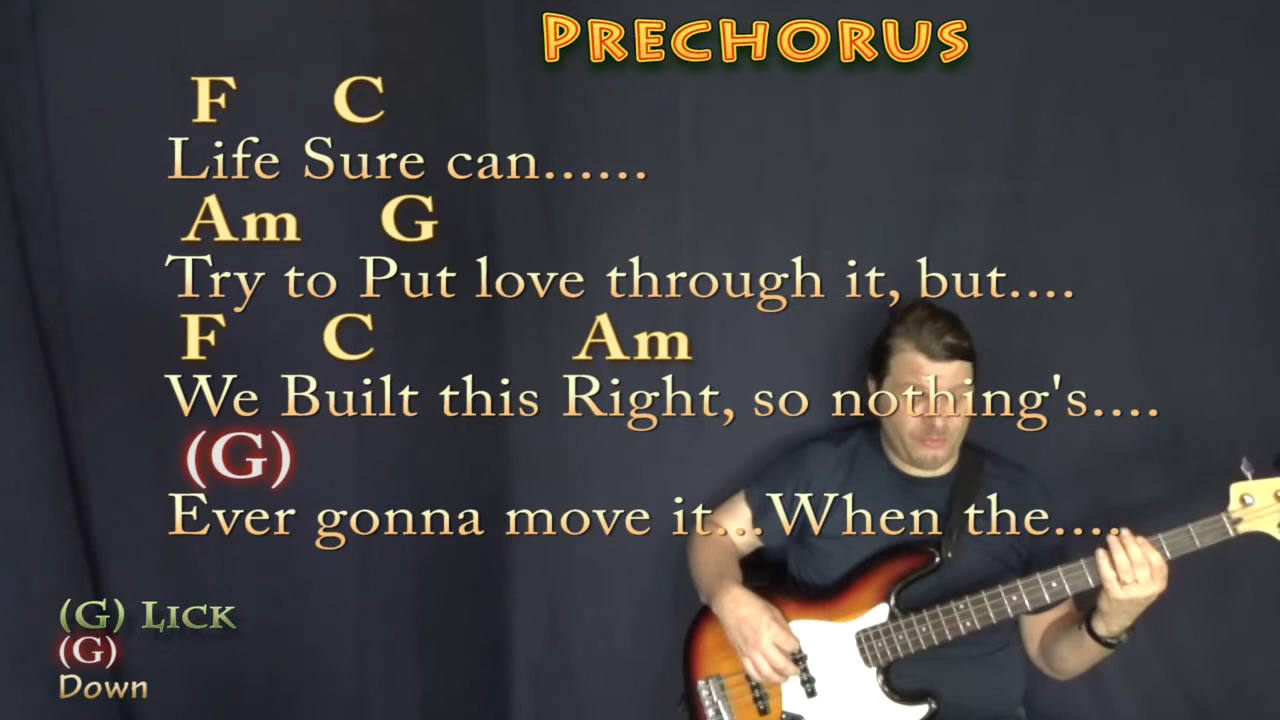 PRECHORUS
F C
Life Sure can......
Am G
Try to Put love through it, but....
F C Am
We Built this Right, so nothing's....
(G)
Ever gonna move it...When the....
(G) LICK
(G)
Down